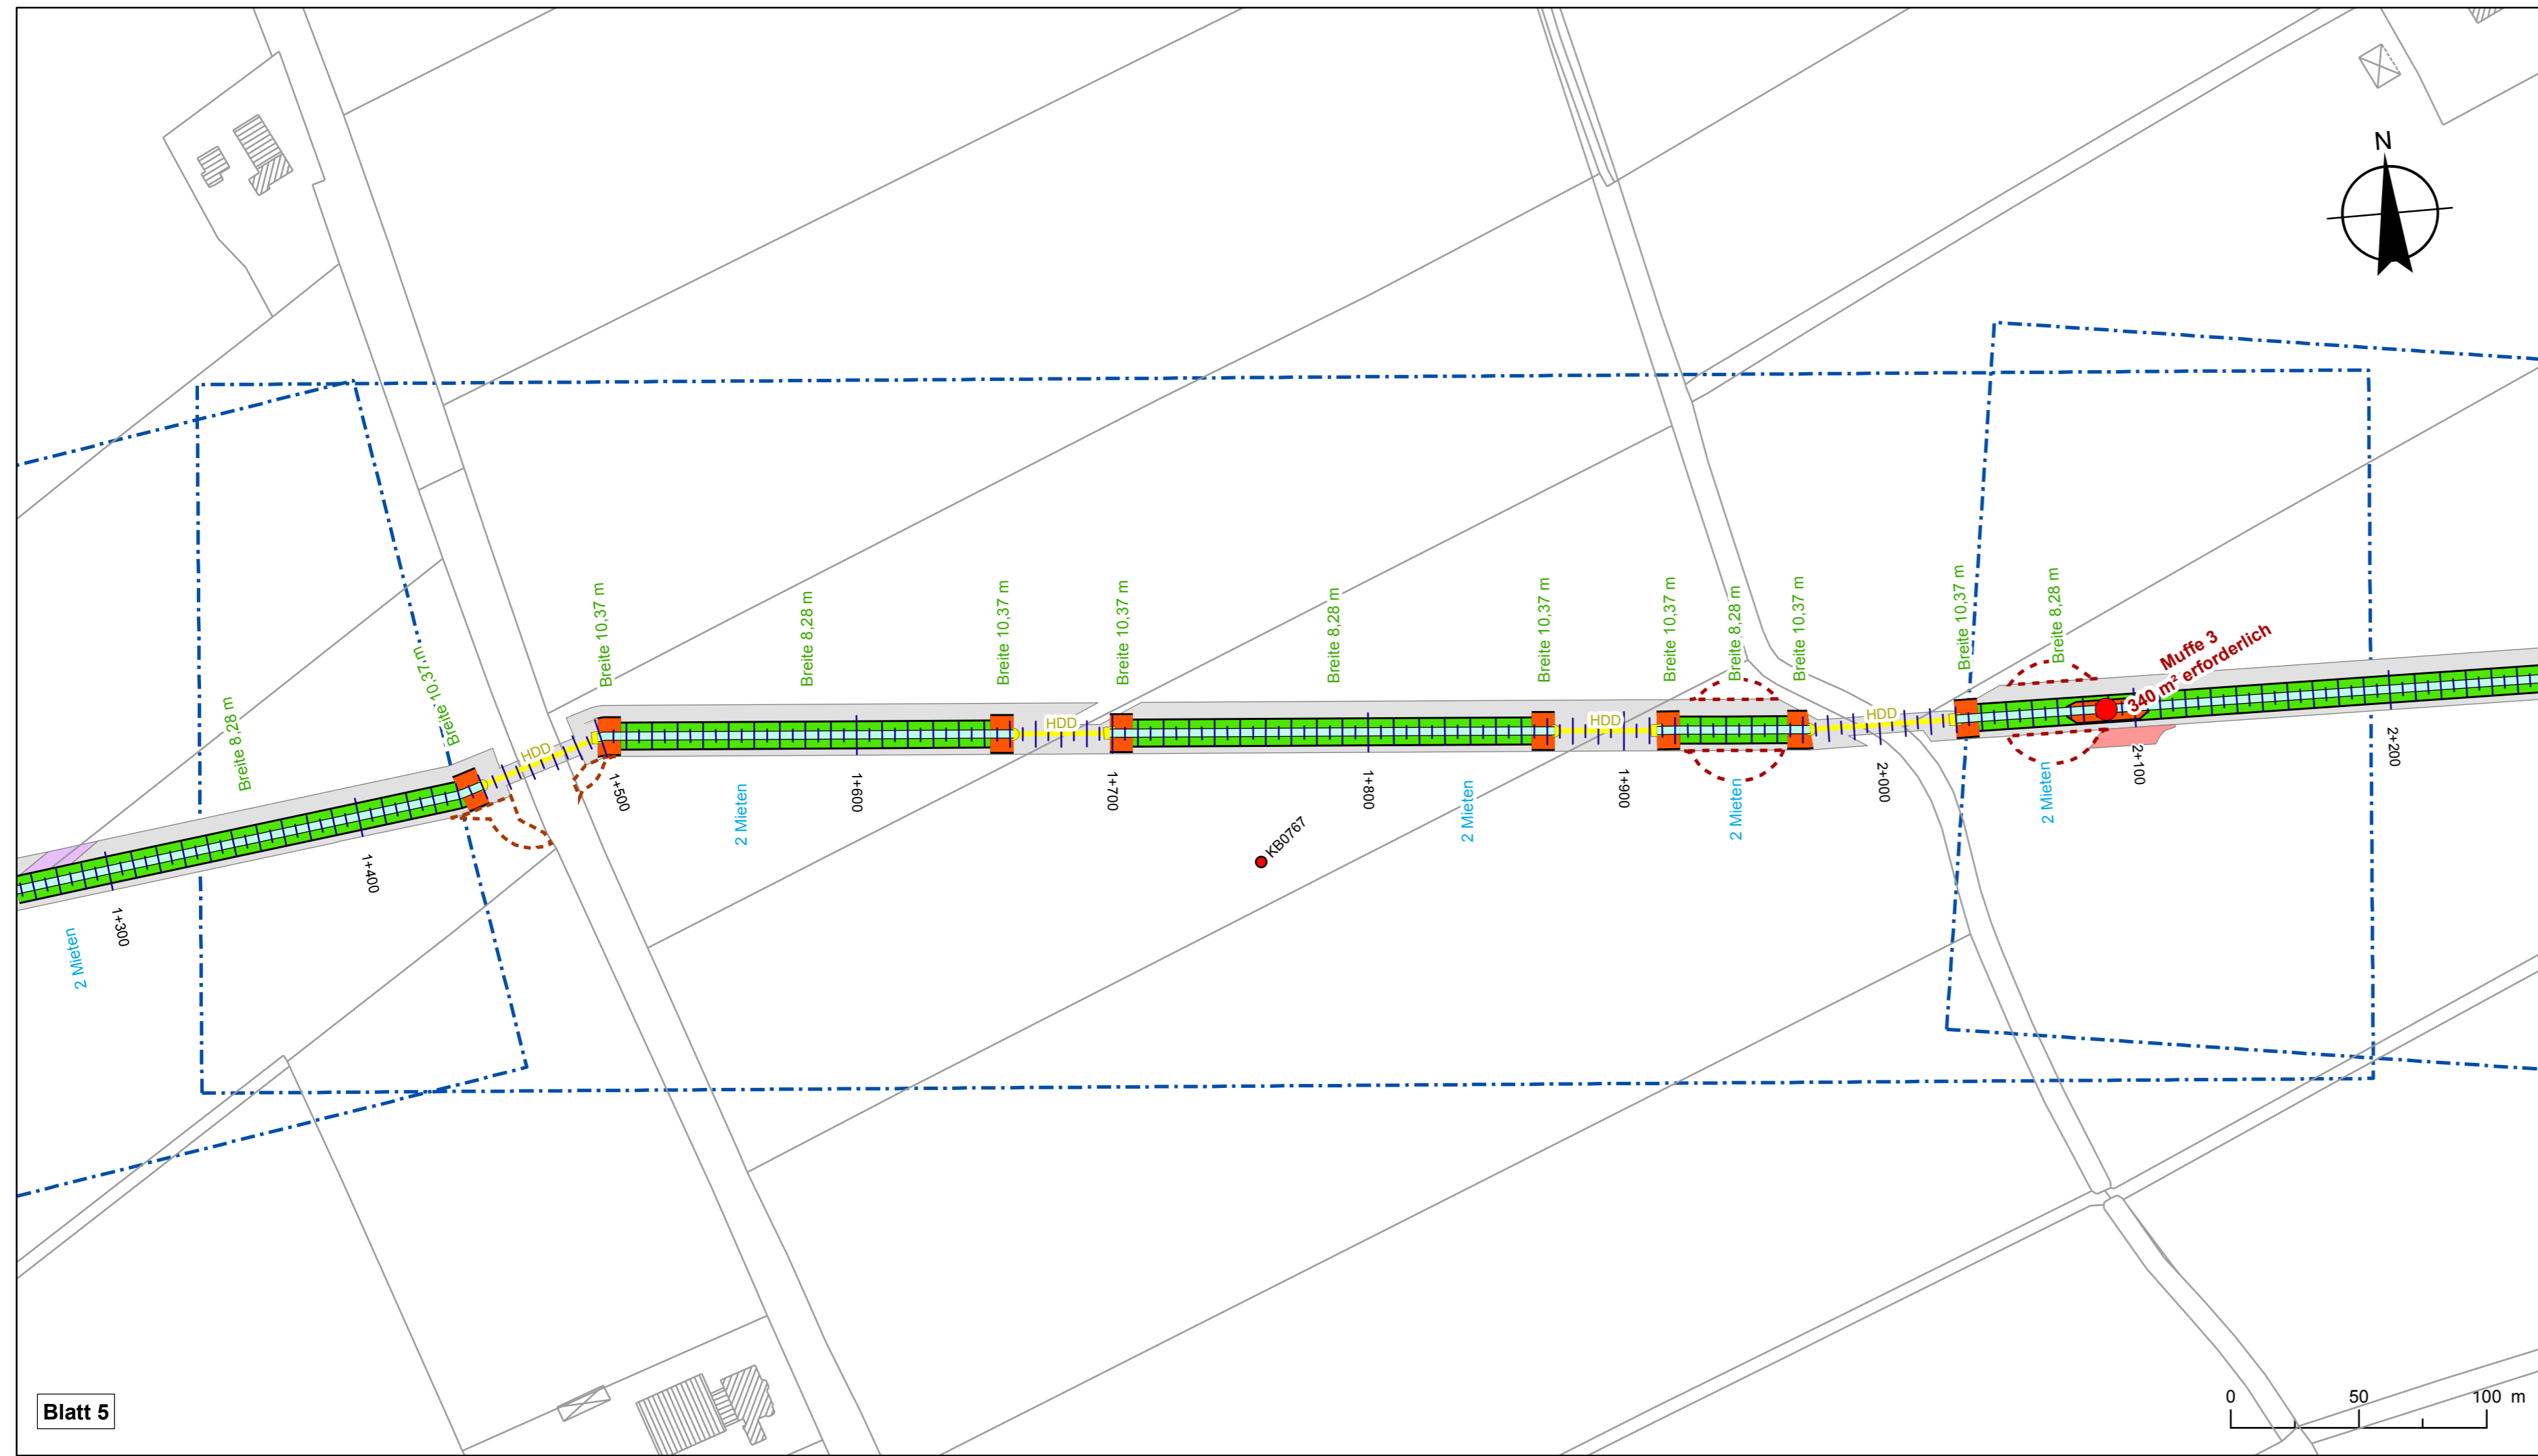 N
Breite 8,28 m
Breite 10,37 m
HDD
Breite 10,37 m
Breite 8,28 m
Breite 10,37 m
HDD
Breite 10,37 m
Breite 8,28 m
Breite 10,37 m
HDD
Breite 10,37 m
Breite 8,28 m
Breite 10,37 m
HDD
Breite 10,37 m
Breite 8,28 m
Muffe 3
340 m² erforderlich
1+300
1+400
1+500
1+600
1+700
1+800
1+900
2+000
2+100
2+200
2 Mieten
2 Mieten
2 Mieten
2 Mieten
2 Mieten
KB0767
Blatt 5
0 50 100 m